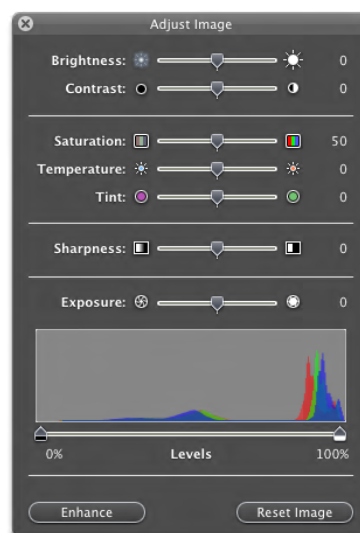 Adjust Image
Brightness: 0
Contrast: 0
Saturation: 50
Temperature: 0
Tint: 0
Sharpness: 0
Exposure: 0
0% Levels 100%
Enhance Reset Image